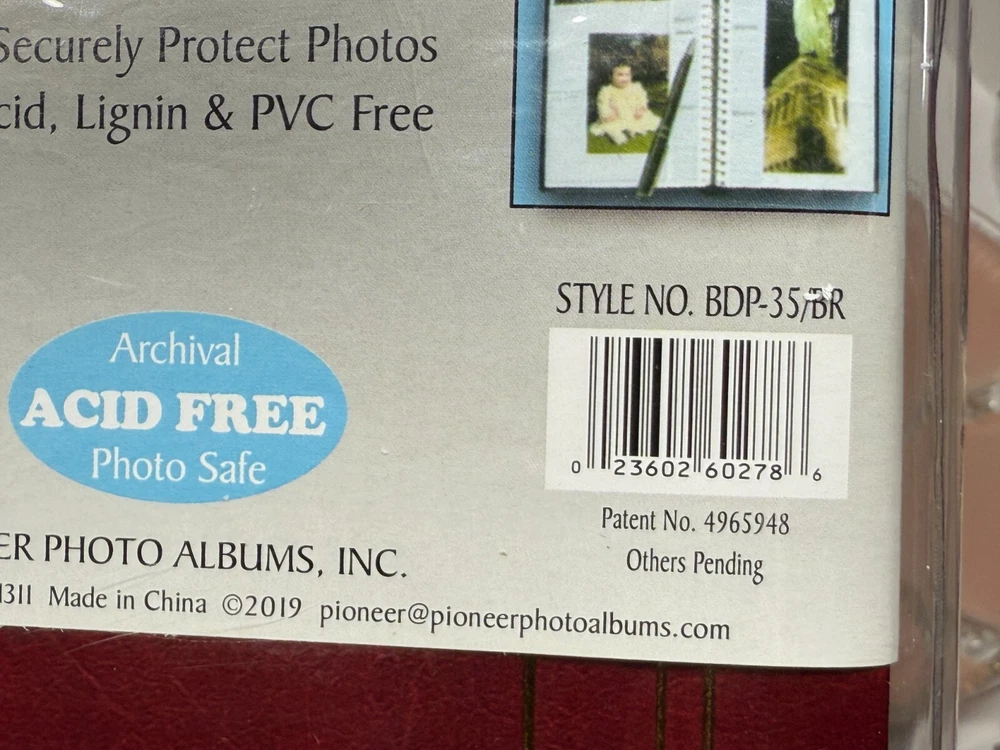 Securely Protect Photos
cid, Lignin & PVC Free
STYLE NO. BDP-35/BR
Archival
ACID FREE
Photo Safe
0 23602 60278 6
Patent No. 4965948
Others Pending
ER PHOTO ALBUMS, INC.
1311 Made in China ©2019 pioneer@pioneerphotoalbums.com